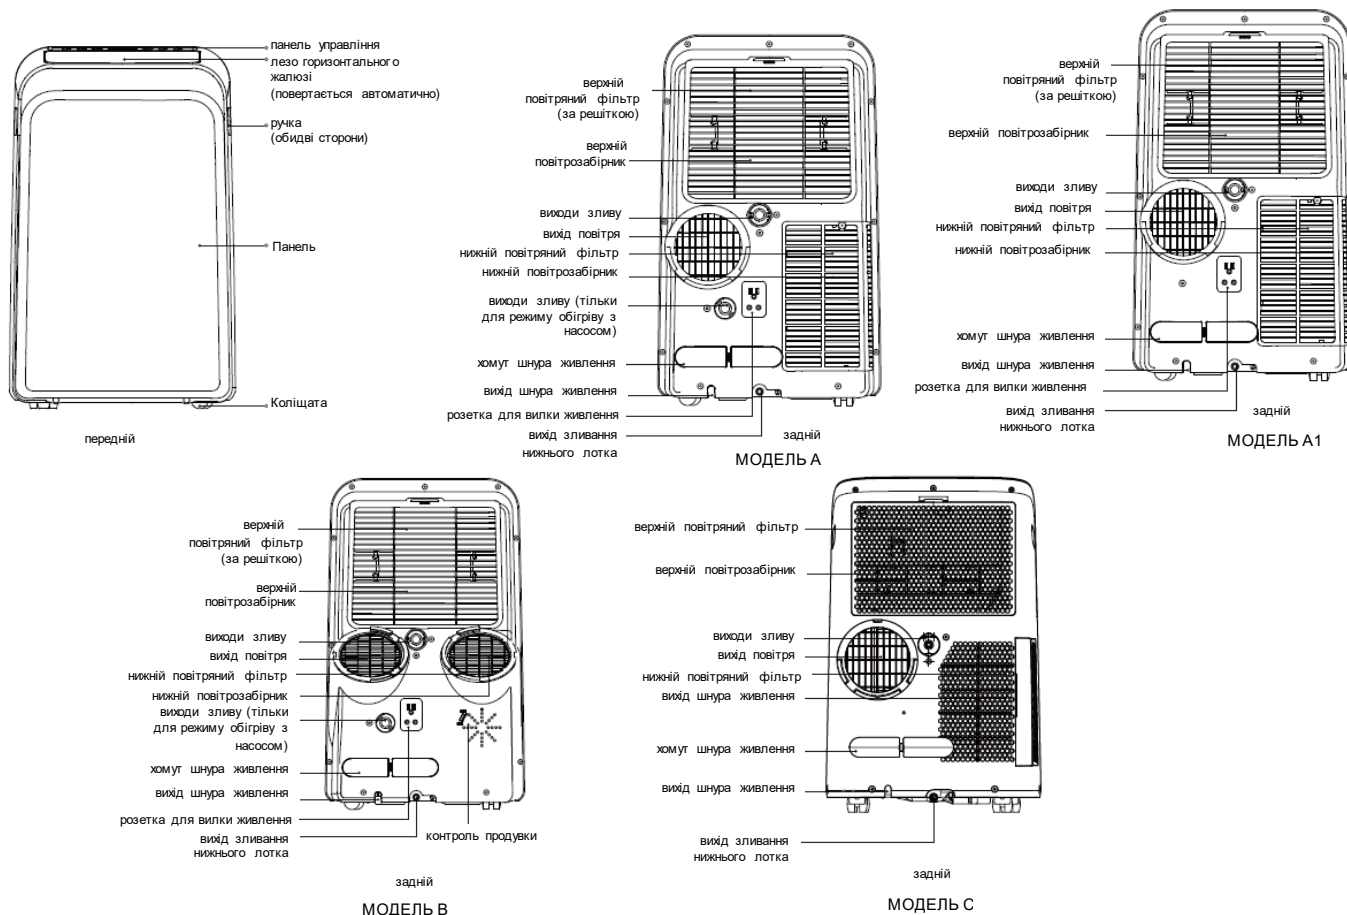 панель управління
лезо горизонтального
жалюзі
(повертається автоматично)
ручка
(обидві сторони)
Панель
Коліщата
передній
верхній
повітряний фільтр
(за решіткою)
верхній
повітрозабірник
виходи зливу
вихід повітря
нижній повітряний фільтр
нижній повітрозабірник
виходи зливу (тільки
для режиму обігріву з
насосом)
хомут шнура живлення
вихід шнура живлення
розетка для вилки живлення
вихід зливання
нижнього лотка
задній
МОДЕЛЬ A
верхній
повітряний фільтр
(за решіткою)
верхній повітрозабірник
виходи зливу
вихід повітря
нижній повітряний фільтр
нижній повітрозабірник
хомут шнура живлення
вихід шнура живлення
розетка для вилки живлення
вихід зливання
нижнього лотка
задній
МОДЕЛЬ A1
верхній
повітряний фільтр
(за решіткою)
верхній
повітрозабірник
виходи зливу
вихід повітря
нижній повітряний фільтр
нижній повітрозабірник
виходи зливу (тільки
для режиму обігріву з
насосом)
хомут шнура живлення
вихід шнура живлення
розетка для вилки живлення
вихід зливання
нижнього лотка
контроль продувки
задній
МОДЕЛЬ B
верхній повітряний фільтр
верхній повітрозабірник
виходи зливу
вихід повітря
нижній повітряний фільтр
вихід шнура живлення
хомут шнура живлення
вихід шнура живлення
вихід зливання
нижнього лотка
задній
МОДЕЛЬ C